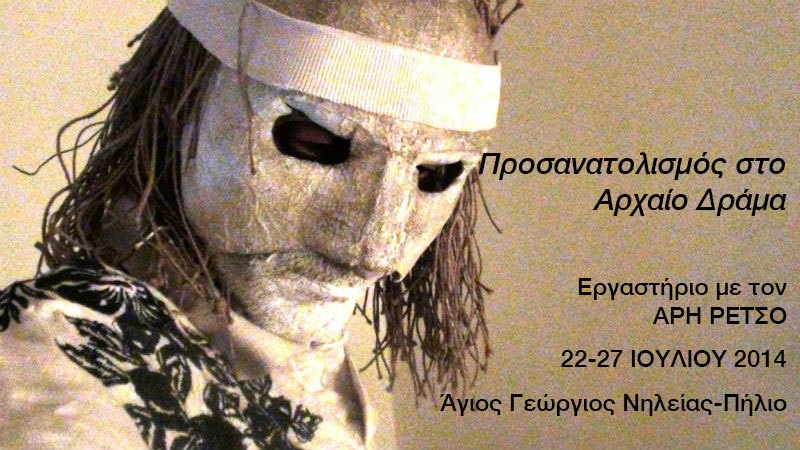 Προσανατολισμός στο
Αρχαίο Δράμα
Εργαστήριο με τον
ΑΡΗ ΡΕΤΣΟ
22-27 ΙΟΥΛΙΟΥ 2014
Άγιος Γεώργιος Νηλείας-Πήλιο